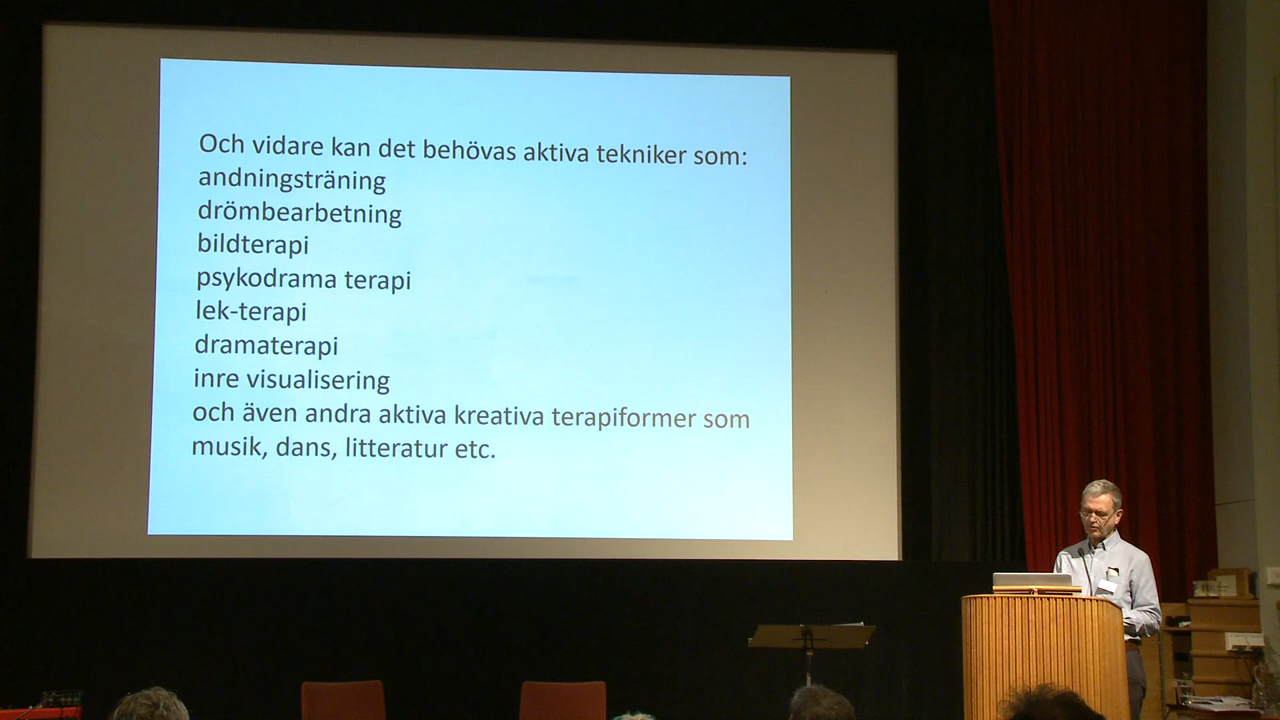 Och vidare kan det behövas aktiva tekniker som:
andningsträning
drömbearbetning
bildterapi
psykodrama terapi
lek-terapi
dramaterapi
inre visualisering
och även andra aktiva kreativa terapiformer som
musik, dans, litteratur etc.